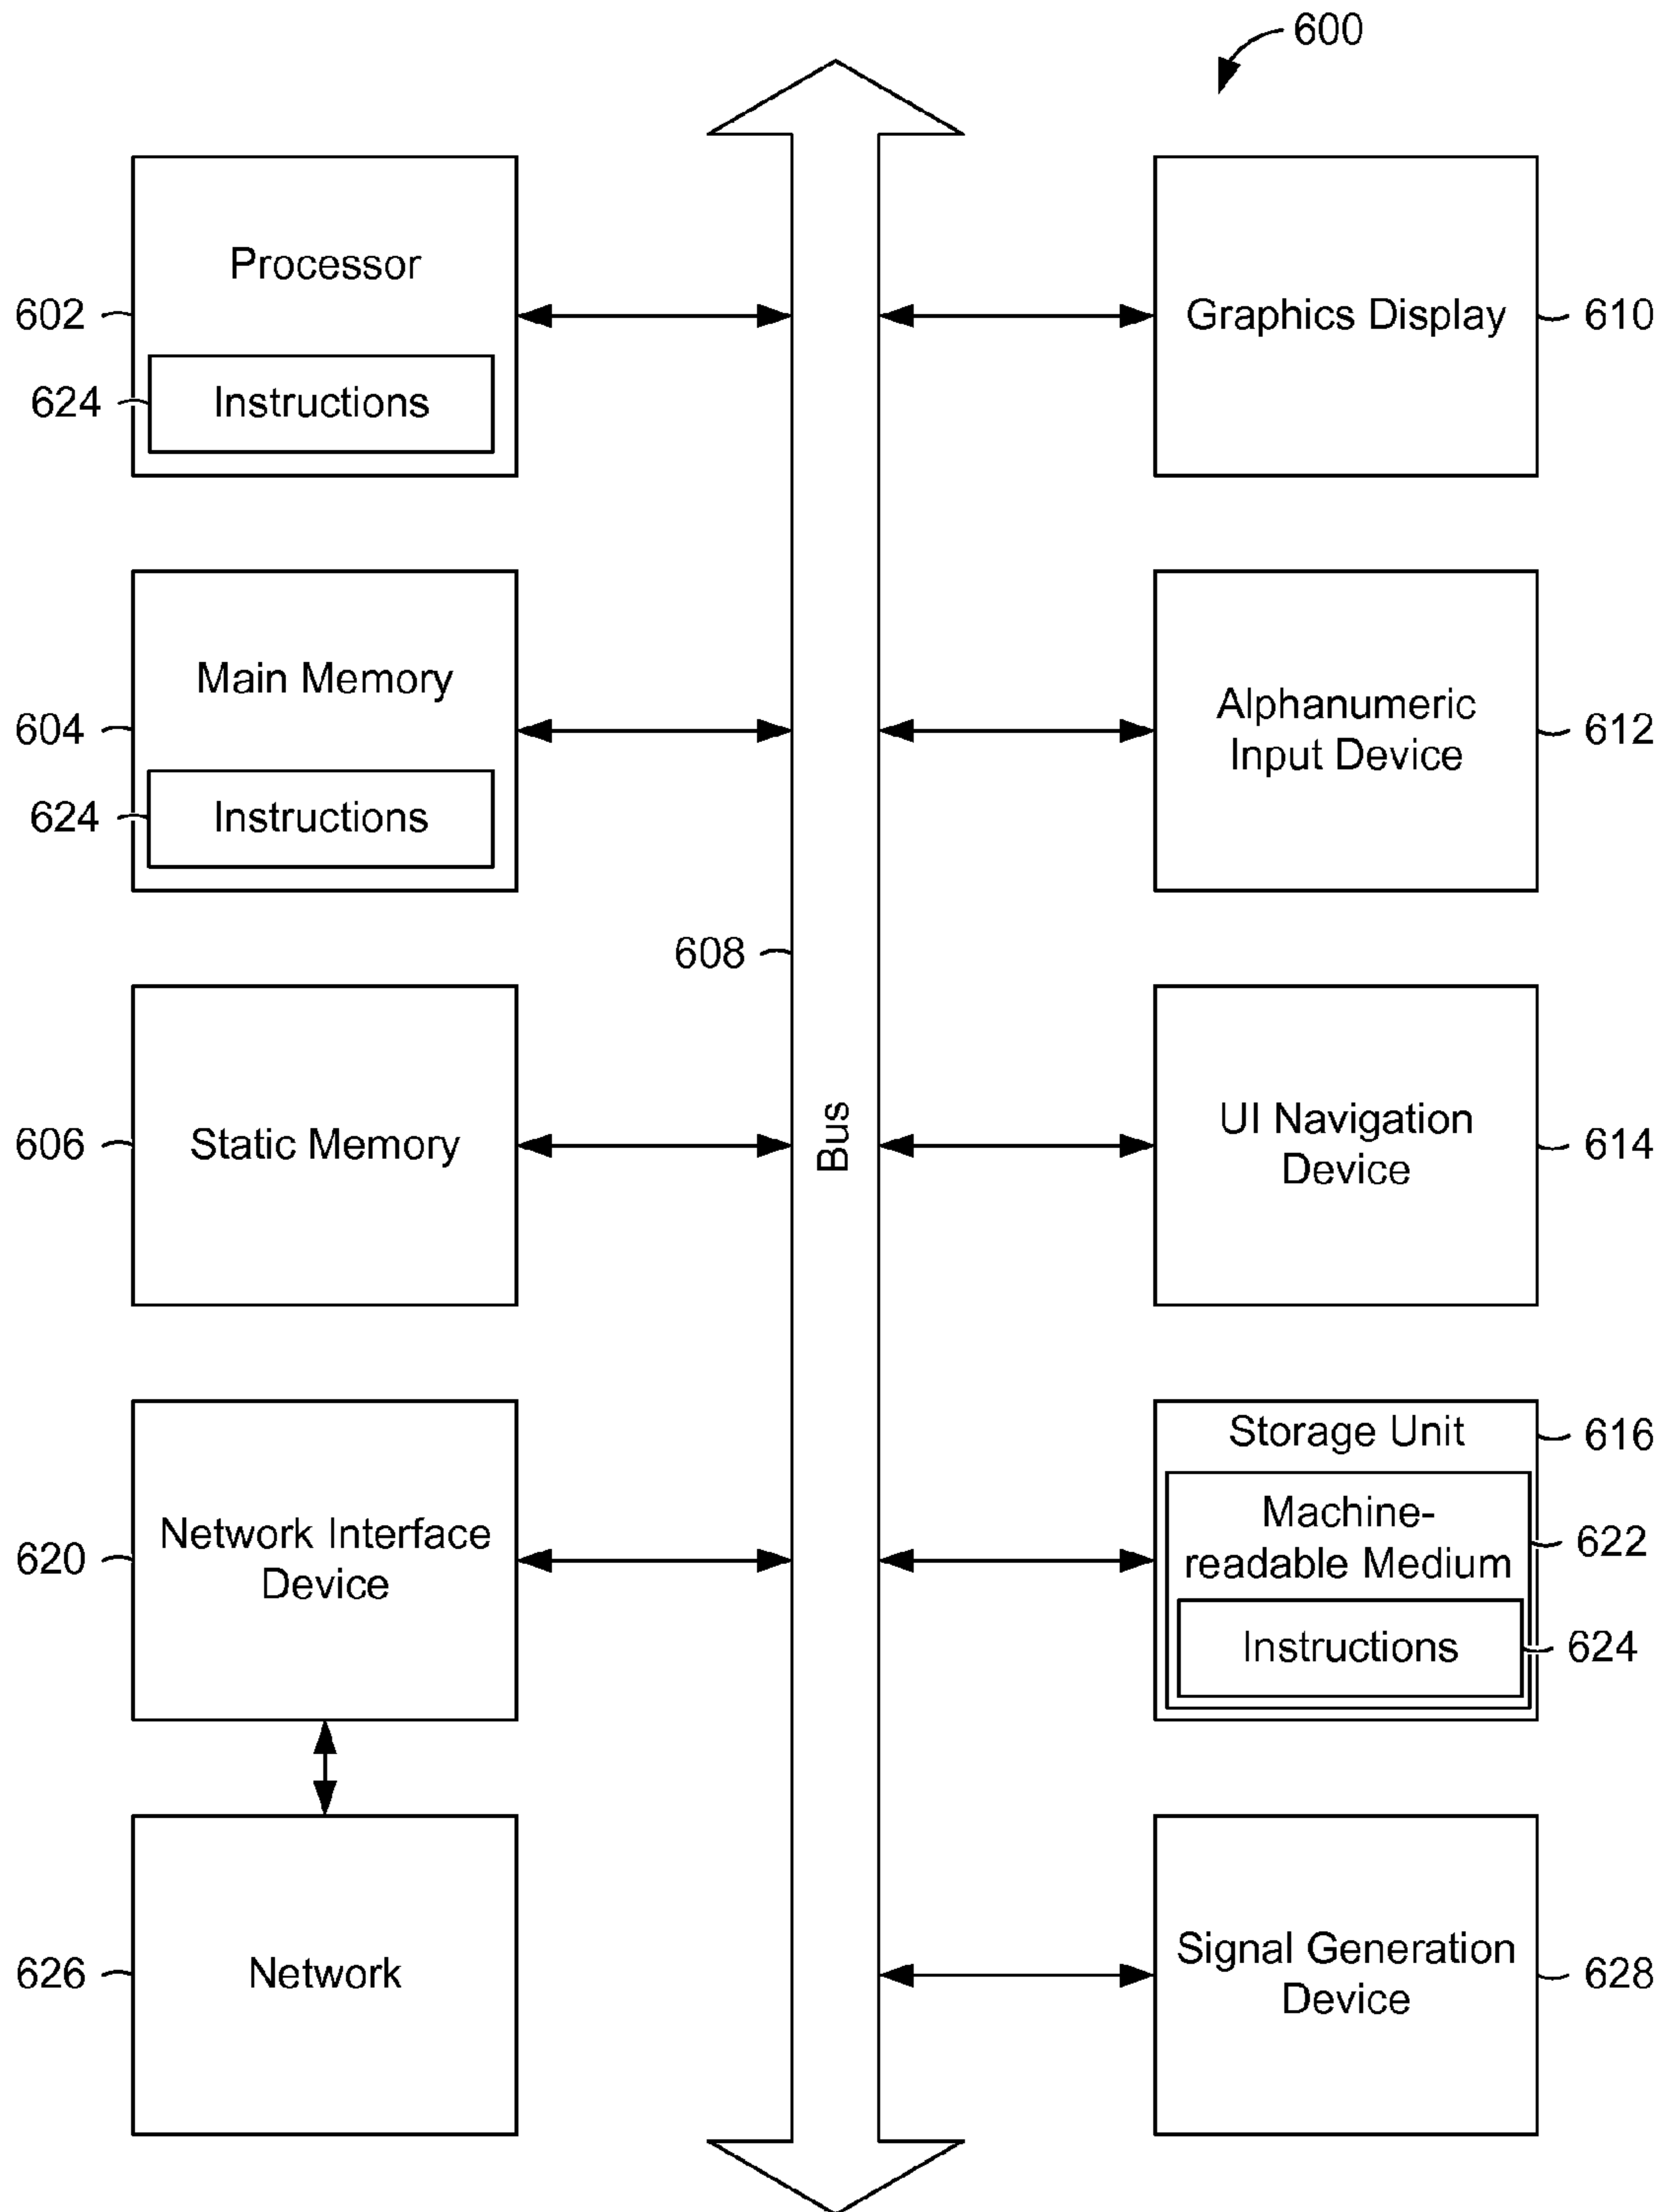 600
Processor
602
624
Instructions
Graphics Display
610
Main Memory
604
624
Instructions
Alphanumeric
Input Device
612
608
Bus
Static Memory
606
UI Navigation
Device
614
Network Interface
Device
620
Storage Unit
616
Machine-
readable Medium
622
Instructions
624
Network
626
Signal Generation
Device
628